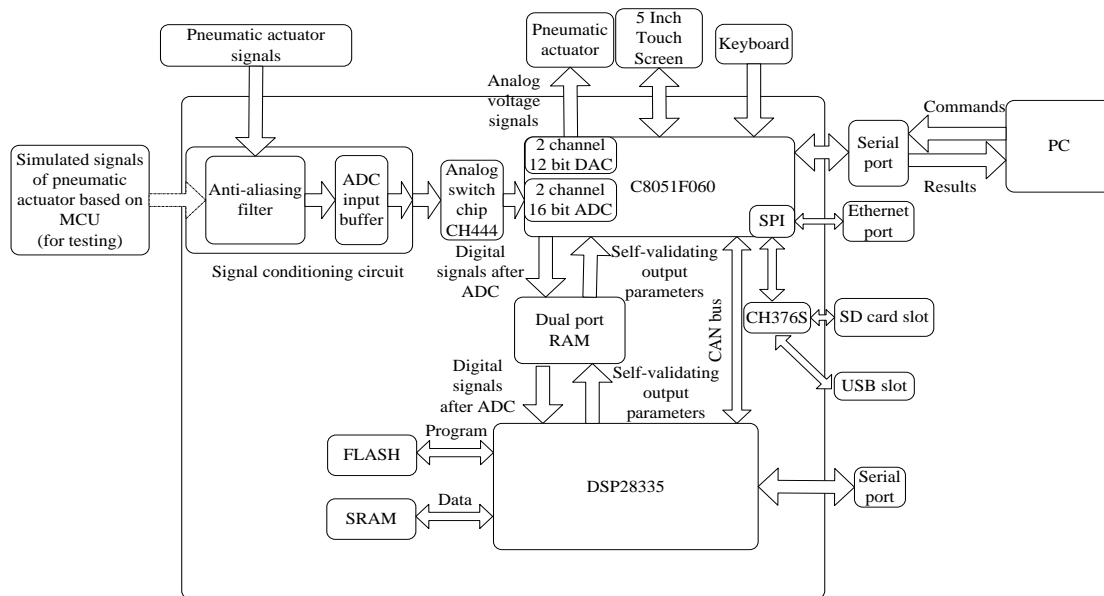 Pneumatic actuator
signals
Pneumatic
actuator
5 Inch
Touch
Screen
Keyboard
Analog
voltage
signals
Commands
Simulated signals
of pneumatic
actuator based on
MCU
(for testing)
Anti-aliasing
filter
ADC
input
buffer
Signal conditioning circuit
Analog
switch
chip
CH444
2 channel
12 bit DAC
2 channel
16 bit ADC
C8051F060
SPI
Serial
port
Results
PC
Ethernet
port
Digital
signals after
ADC
Self-validating
output
parameters
Dual port
RAM
CAN bus
CH376S
SD card slot
USB slot
Digital
signals
after ADC
Self-validating
output
parameters
Program
FLASH
Data
SRAM
DSP28335
Serial
port